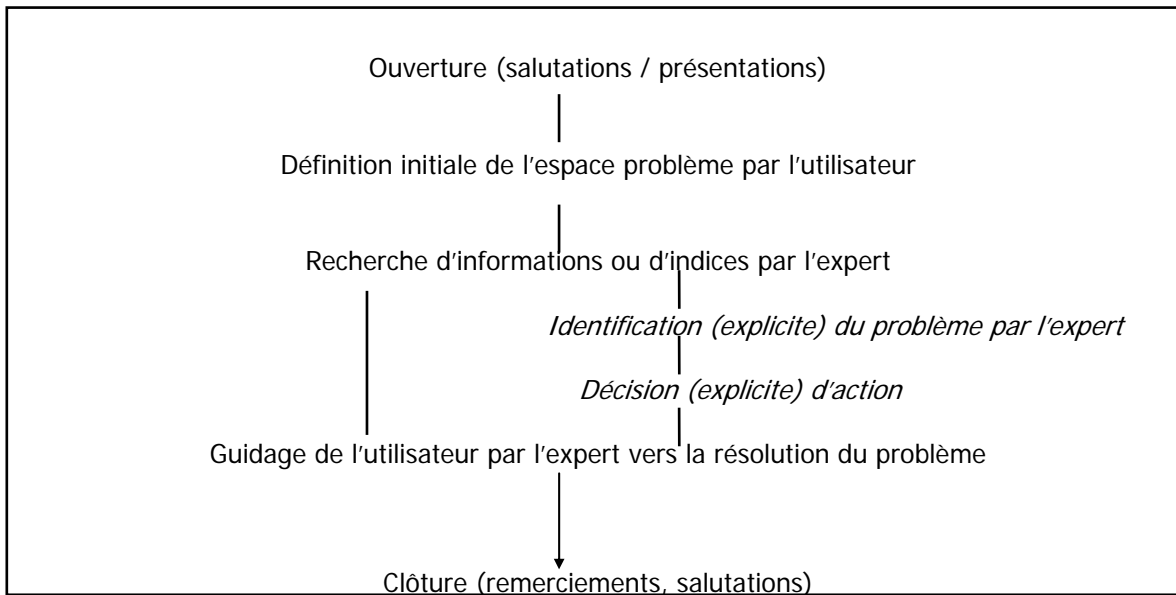 Ouverture (salutations / présentations)
Définition initiale de l’espace problème par l’utilisateur
Recherche d’informations ou d’indices par l’expert
Identification (explicite) du problème par l’expert
Décision (explicite) d’action
Guidage de l’utilisateur par l’expert vers la résolution du problème
Clôture (remerciements, salutations)